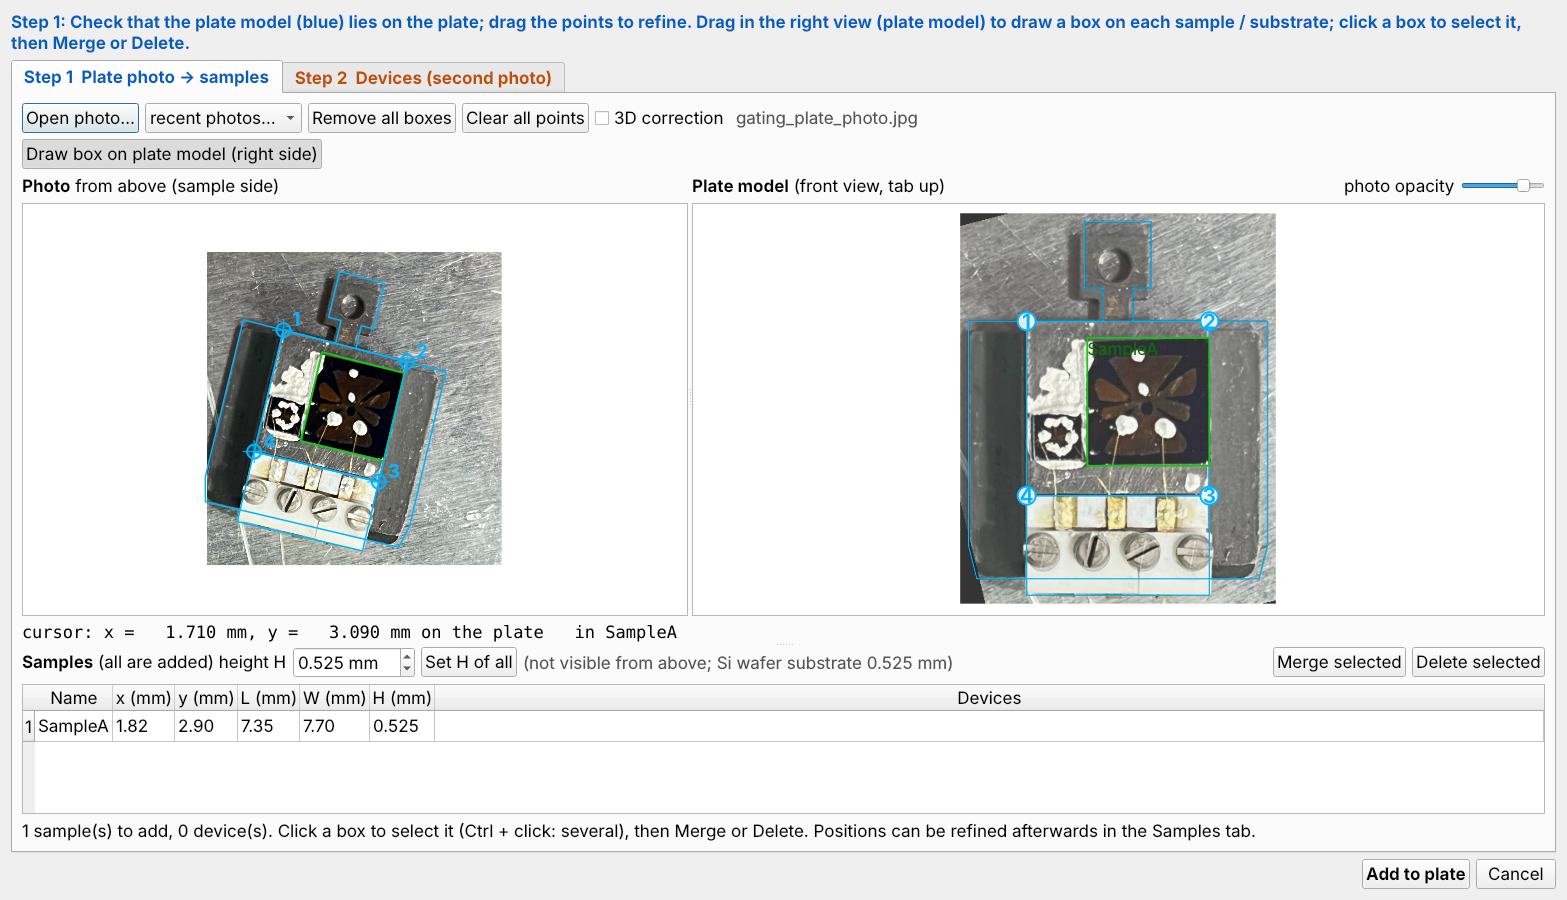 Step 1: Check that the plate model (blue) lies on the plate; drag the points to refine. Drag in the right view (plate model) to draw a box on each sample / substrate; click a box to select it,
then Merge or Delete.
Step 1  Plate photo → samples
Step 2  Devices (second photo)
Open photo...
recent photos...
Remove all boxes
Clear all points
3D correction
gating_plate_photo.jpg
Draw box on plate model (right side)
Photo from above (sample side)
Plate model (front view, tab up)
photo opacity
1
2
3
4
1
2
SampleA
4
3
cursor: x =   1.710 mm, y =   3.090 mm on the plate   in SampleA
Samples (all are added) height H
0.525 mm
Set H of all
(not visible from above; Si wafer substrate 0.525 mm)
Merge selected
Delete selected
Name x (mm) y (mm) L (mm) W (mm) H (mm) Devices
1 SampleA 1.82 2.90 7.35 7.70 0.525
1 sample(s) to add, 0 device(s). Click a box to select it (Ctrl + click: several), then Merge or Delete. Positions can be refined afterwards in the Samples tab.
Add to plate
Cancel